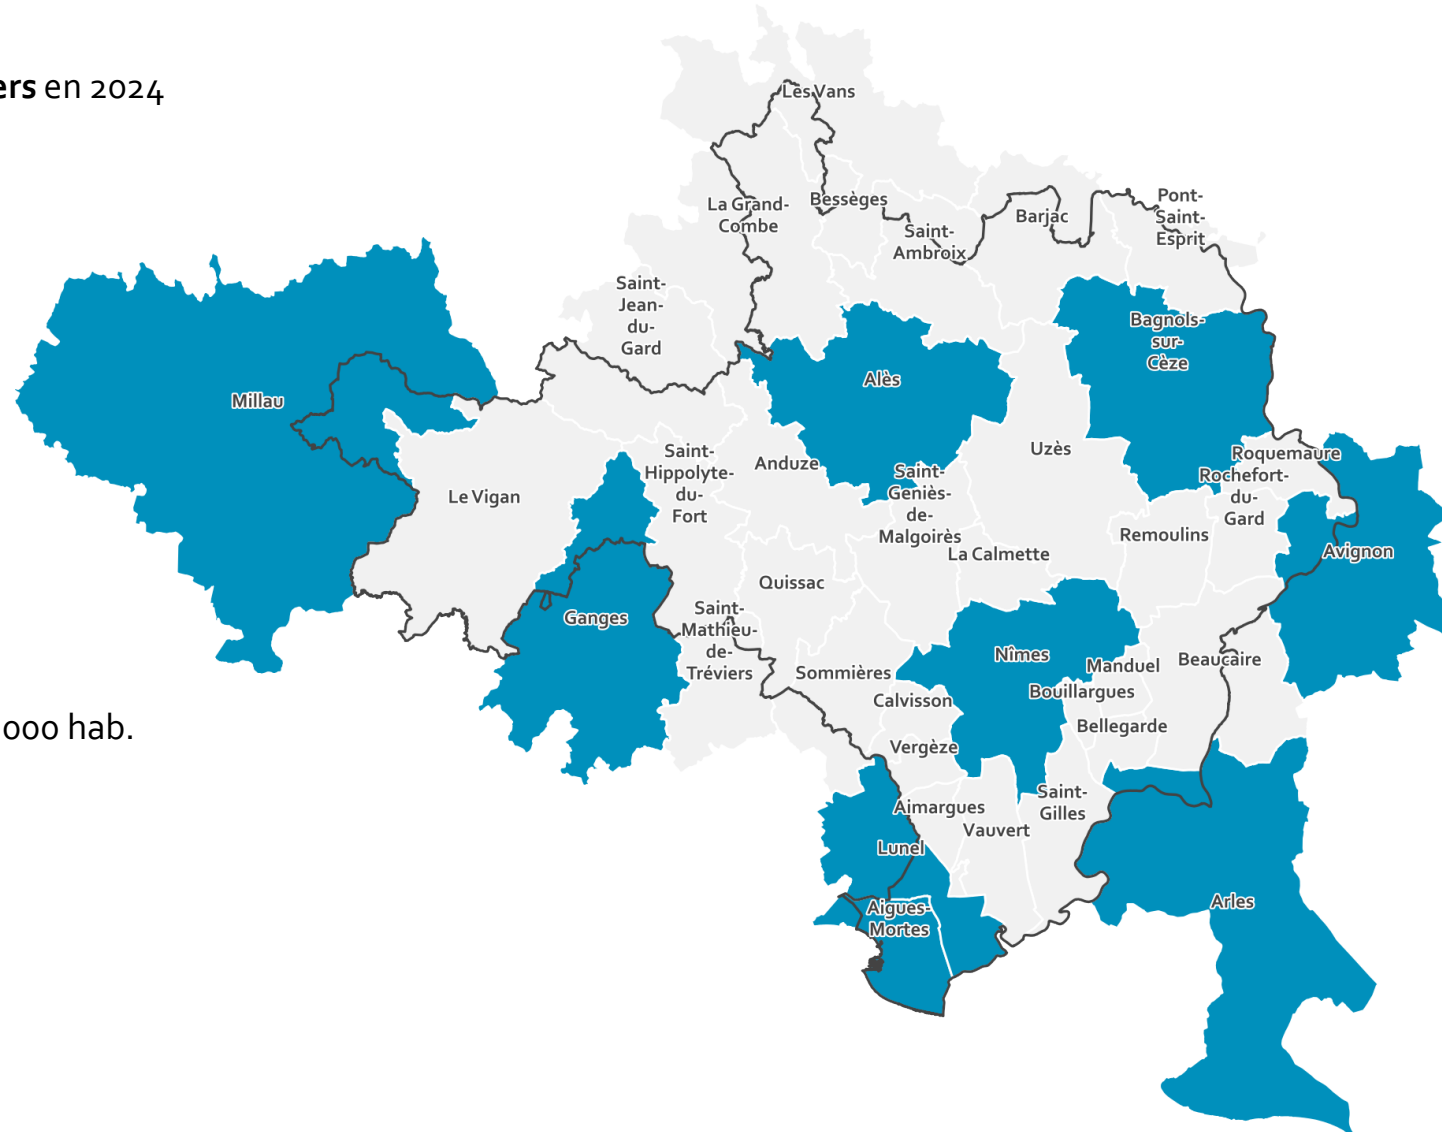 ers en 2024
Les Vans
La Grand-
Combe
Bessèges
Saint-
Ambroix
Barjac
Pont-
Saint-
Esprit
Saint-
Jean-
du-
Gard
Bagnols-
sur-
Cèze
Millau
Alès
Le Vigan
Saint-
Hippolyte-
du-
Fort
Anduze
Saint-
Geniès-
de-
Malgoirès
Uzès
Roquemaure
Rochefort-
du-
Gard
Remoulins
La Calmette
Avignon
Quissac
Ganges
Saint-
Mathieu-
de-
Tréviers
Sommières
Nîmes
Manduel
Beaucaire
Bouillargues
Calvisson
Bellegarde
000 hab.
Vergèze
Aimargues
Vauvert
Saint-
Gilles
Lunel
Aigues-
Mortes
Arles